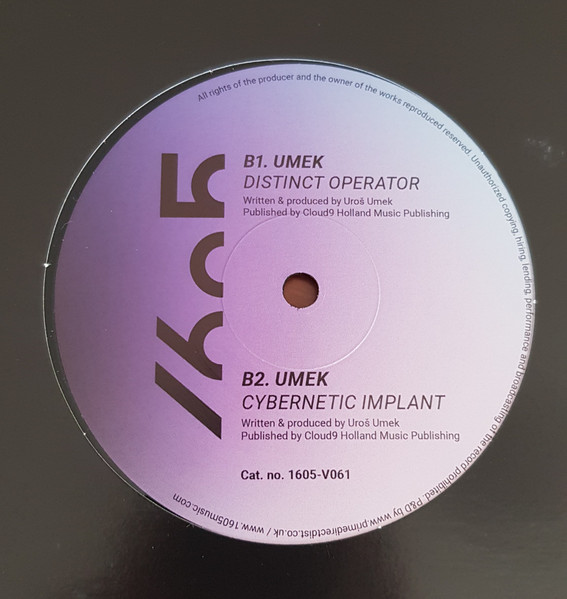 All rights of the producer and the owner of the works reproduced reserved. Unauthorized copying, hiring, lending, performance and broadcasting of the record prohibited. P&D by www.primedirectdist.co.uk / www.1605music.com
1605
B1. UMEK
DISTINCT OPERATOR
Written & produced by Uroš Umek
Published by Cloud9 Holland Music Publishing
B2. UMEK
CYBERNETIC IMPLANT
Written & produced by Uroš Umek
Published by Cloud9 Holland Music Publishing
Cat. no. 1605-V061